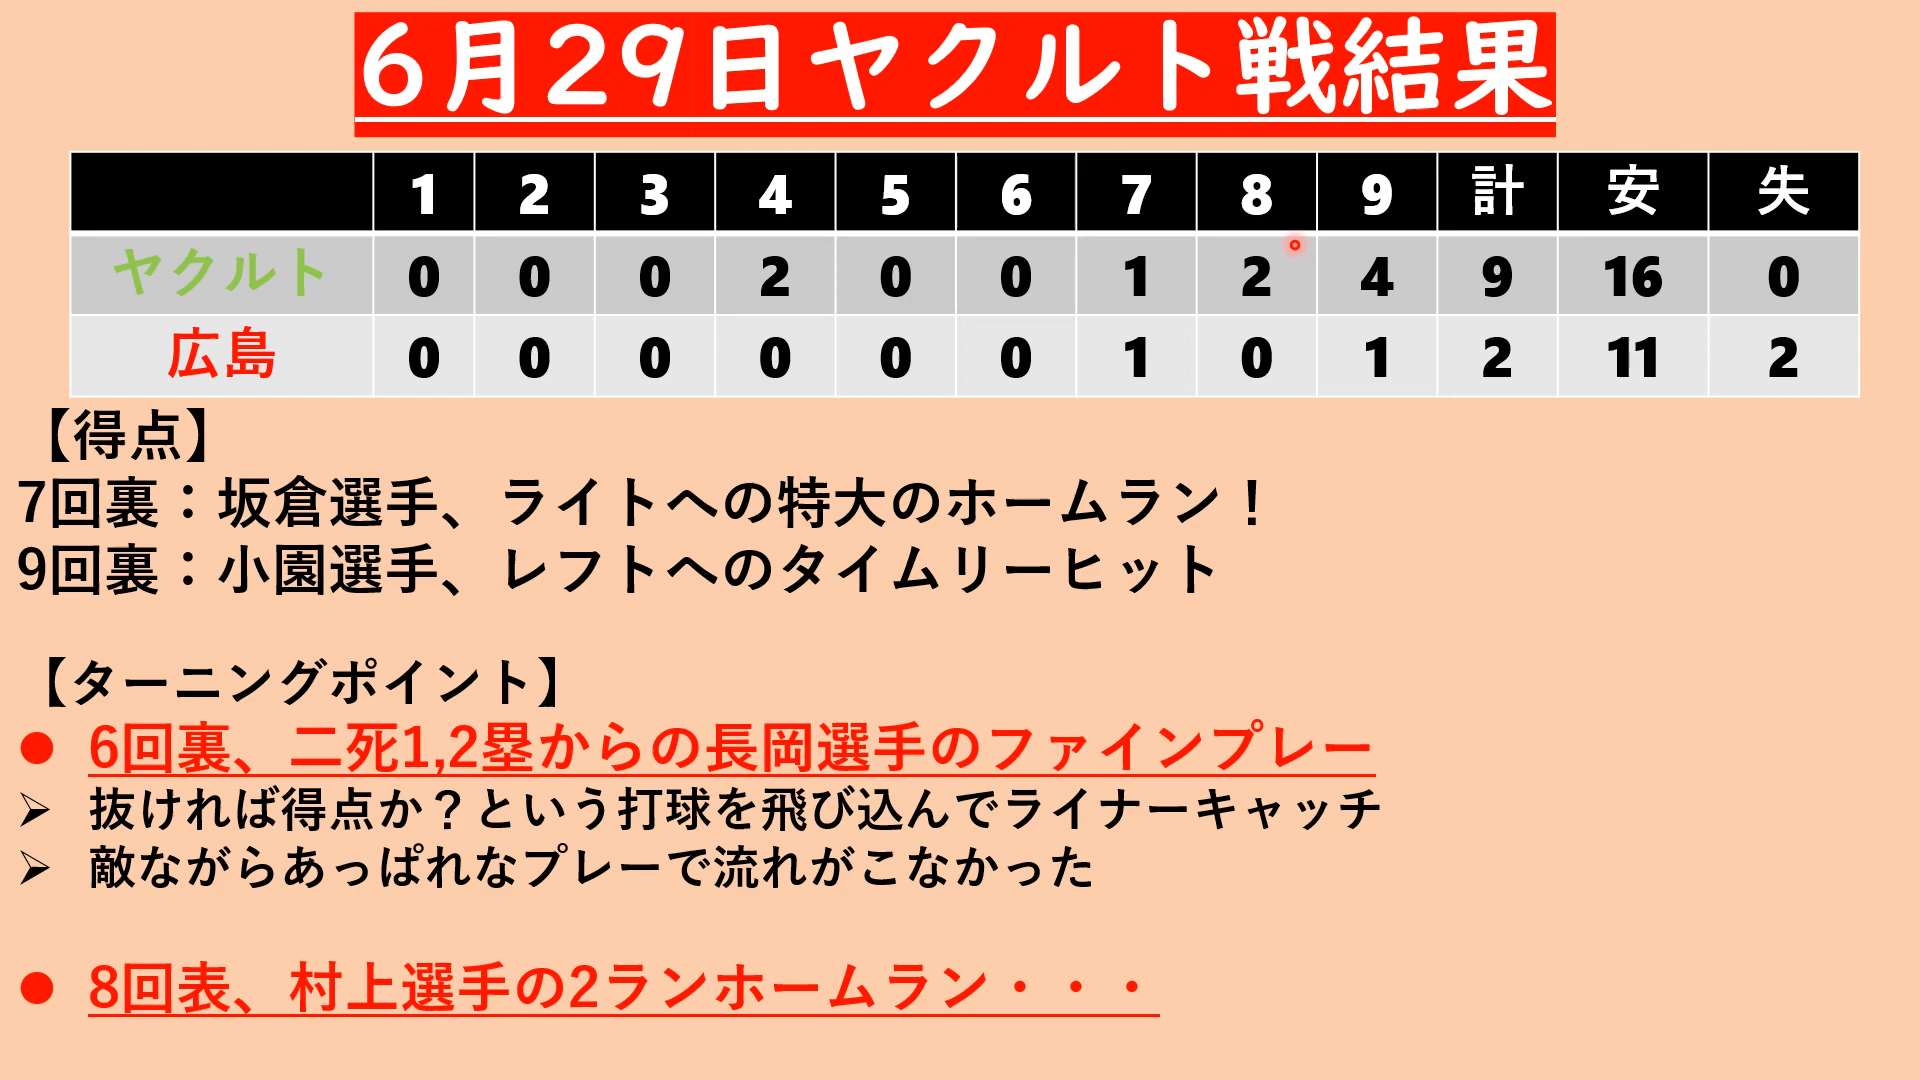 6月29日ヤクルト戦結果
1 2 3 4 5 6 7 8 9 計 安 失
ヤクルト 0 0 0 2 0 0 1 2 4 9 16 0
広島 0 0 0 0 0 0 1 0 1 2 11 2
【得点】
7回裏：坂倉選手、ライトへの特大のホームラン！
9回裏：小園選手、レフトへのタイムリーヒット
【ターニングポイント】
● 6回裏、二死1,2塁からの長岡選手のファインプレー
➢ 抜ければ得点か？という打球を飛び込んでライナーキャッチ
➢ 敵ながらあっぱれなプレーで流れがこなかった
● 8回表、村上選手の2ランホームラン・・・